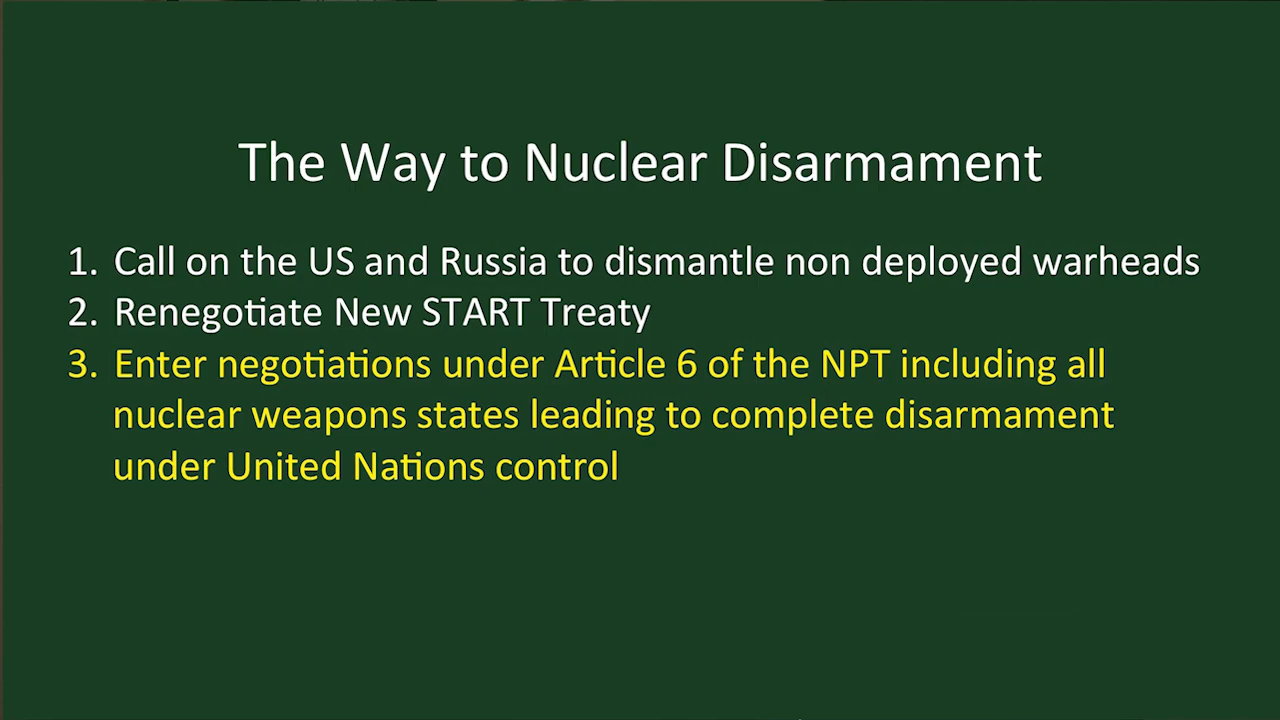 The Way to Nuclear Disarmament
1. Call on the US and Russia to dismantle non deployed warheads
2. Renegotiate New START Treaty
3. Enter negotiations under Article 6 of the NPT including all
nuclear weapons states leading to complete disarmament
under United Nations control